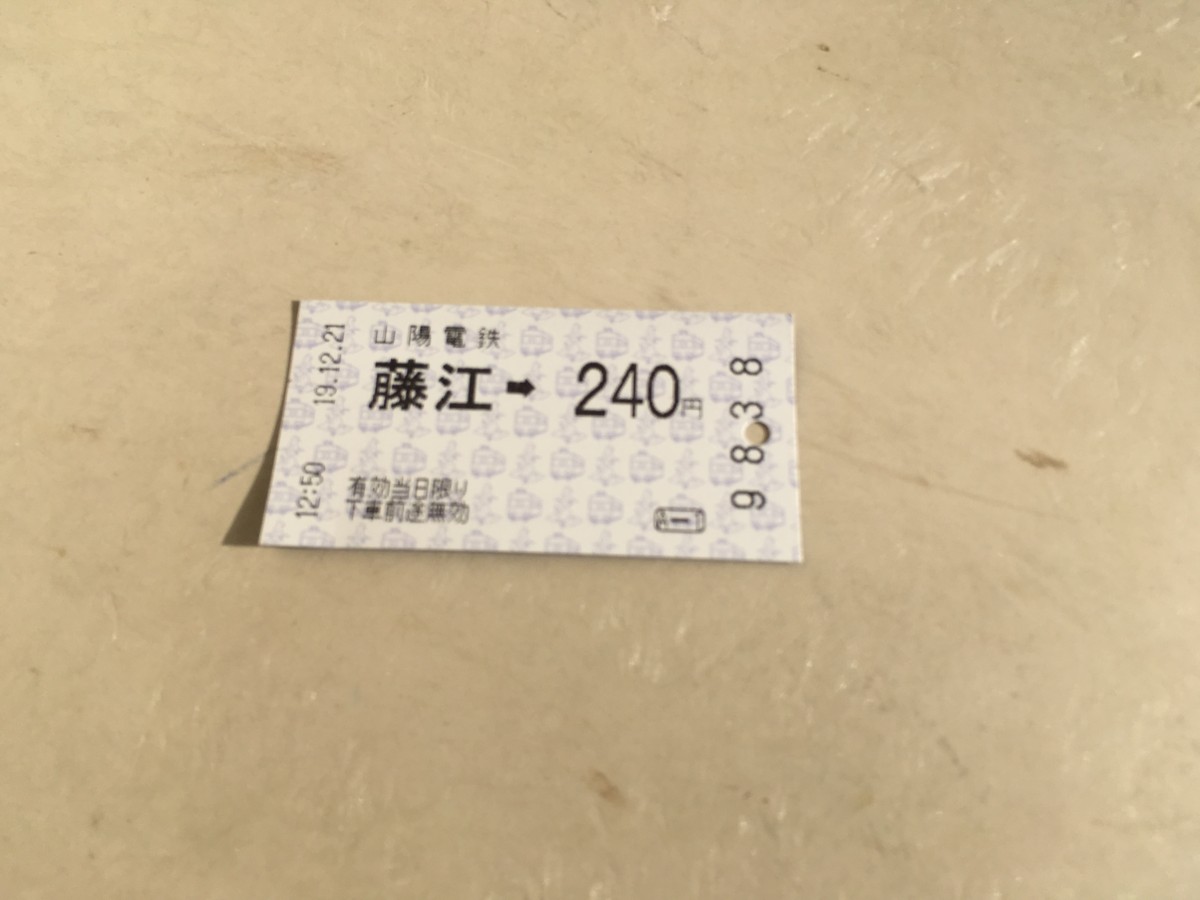 山陽電鉄
藤江➡ 240円
19.12.21
12:50
有効当日限り
下車前途無効
9838